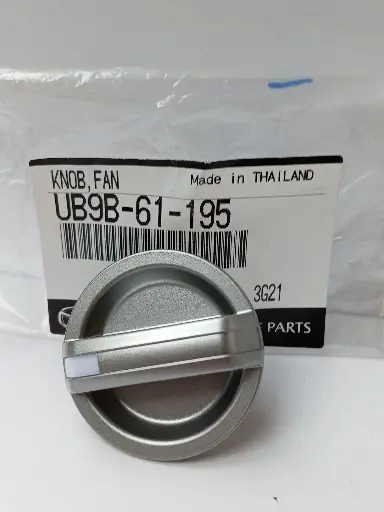 KNOB,FAN Made in THAILAND
UB9B-61-195
3G21
PARTS